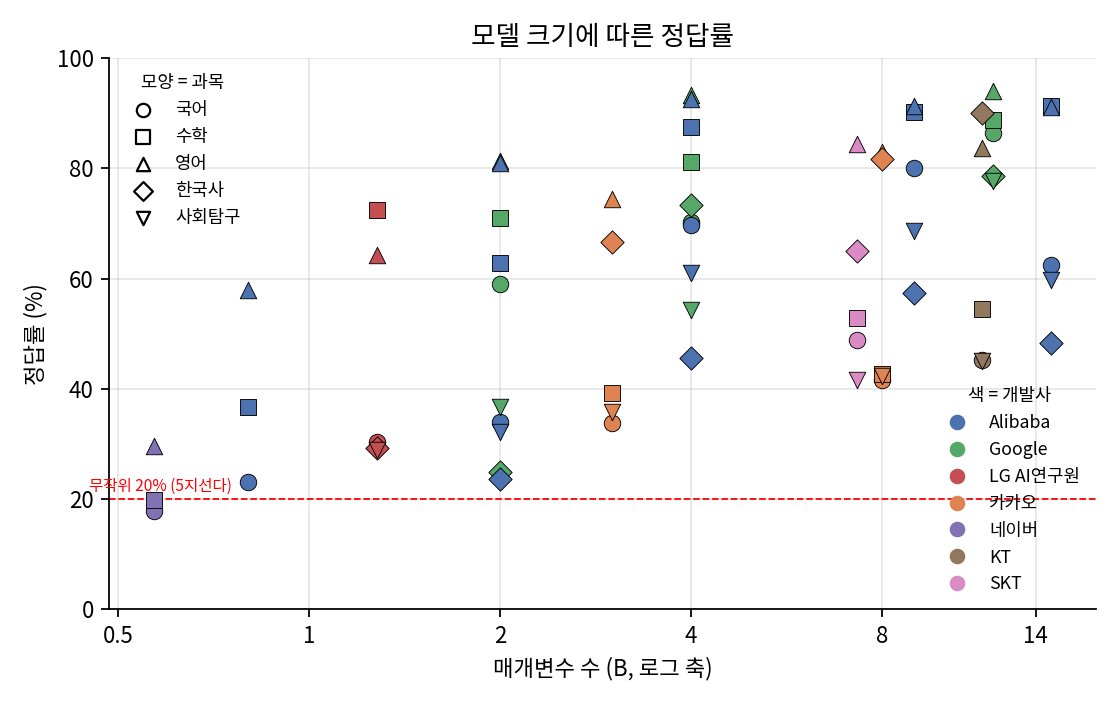 모델 크기에 따른 정답률
100
80
60
40
20
0
정답률 (%)
모양 = 과목
국어
수학
영어
한국사
사회탐구
무작위 20% (5지선다)
색 = 개발사
Alibaba
Google
LG AI연구원
카카오
네이버
KT
SKT
0.5
1
2
4
8
14
매개변수 수 (B, 로그 축)